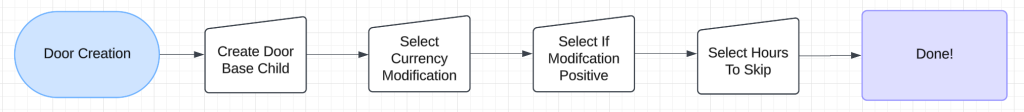 Door Creation
Create Door
Base Child
Select
Currency
Modification
Select If
Modifcation
Positive
Select Hours
To Skip
Done!